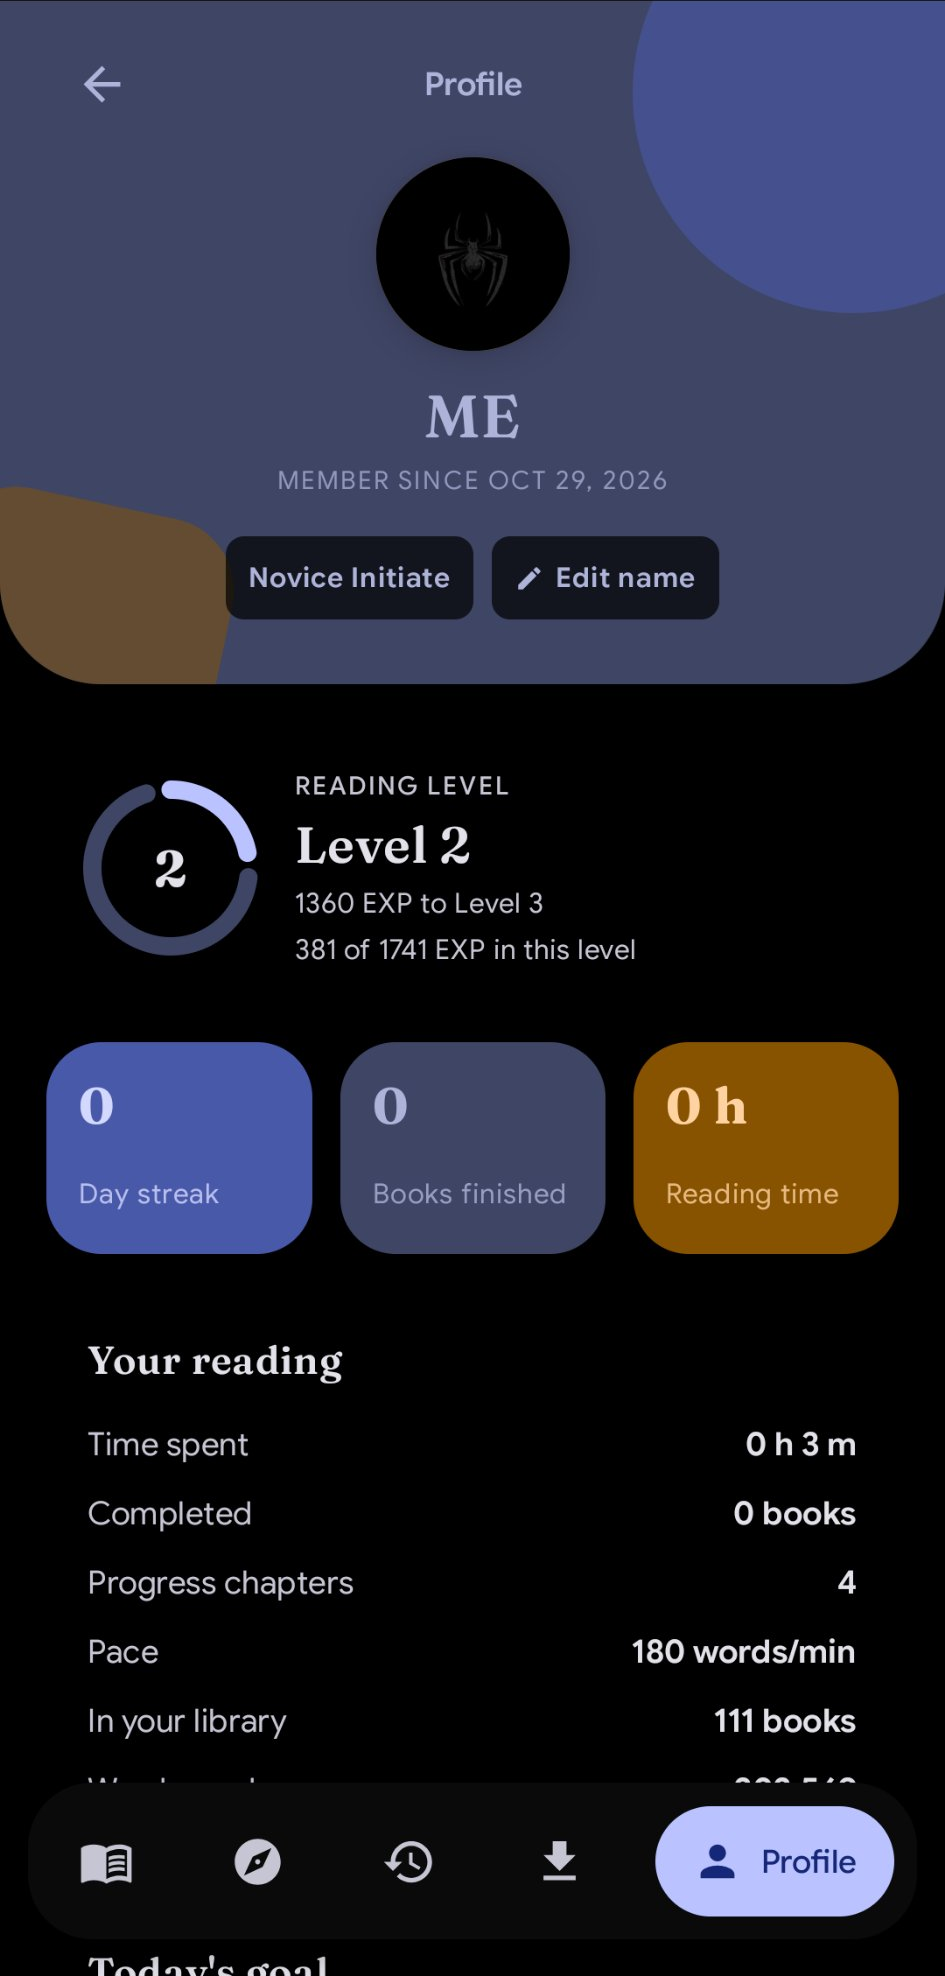 Profile
ME
MEMBER SINCE OCT 29, 2026
Novice Initiate
Edit name
2
READING LEVEL
Level 2
1360 EXP to Level 3
381 of 1741 EXP in this level
0
Day streak
0
Books finished
0 h
Reading time
Your reading
Time spent 0 h 3 m
Completed 0 books
Progress chapters 4
Pace 180 words/min
In your library 111 books
Profile
Today's goal